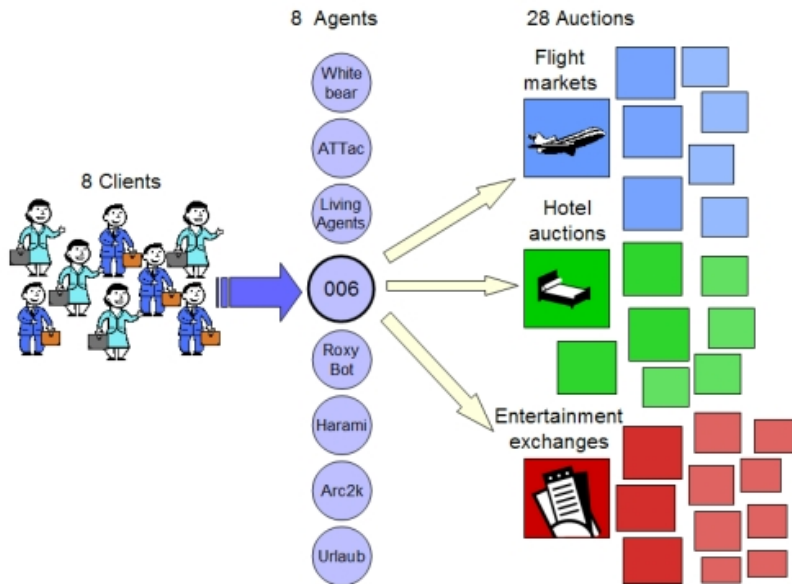 8 Agents
28 Auctions
White
bear
ATTac
Living
Agents
006
Roxy
Bot
Harami
Arc2k
Urlaub
8 Clients
Flight
markets
Hotel
auctions
Entertainment
exchanges